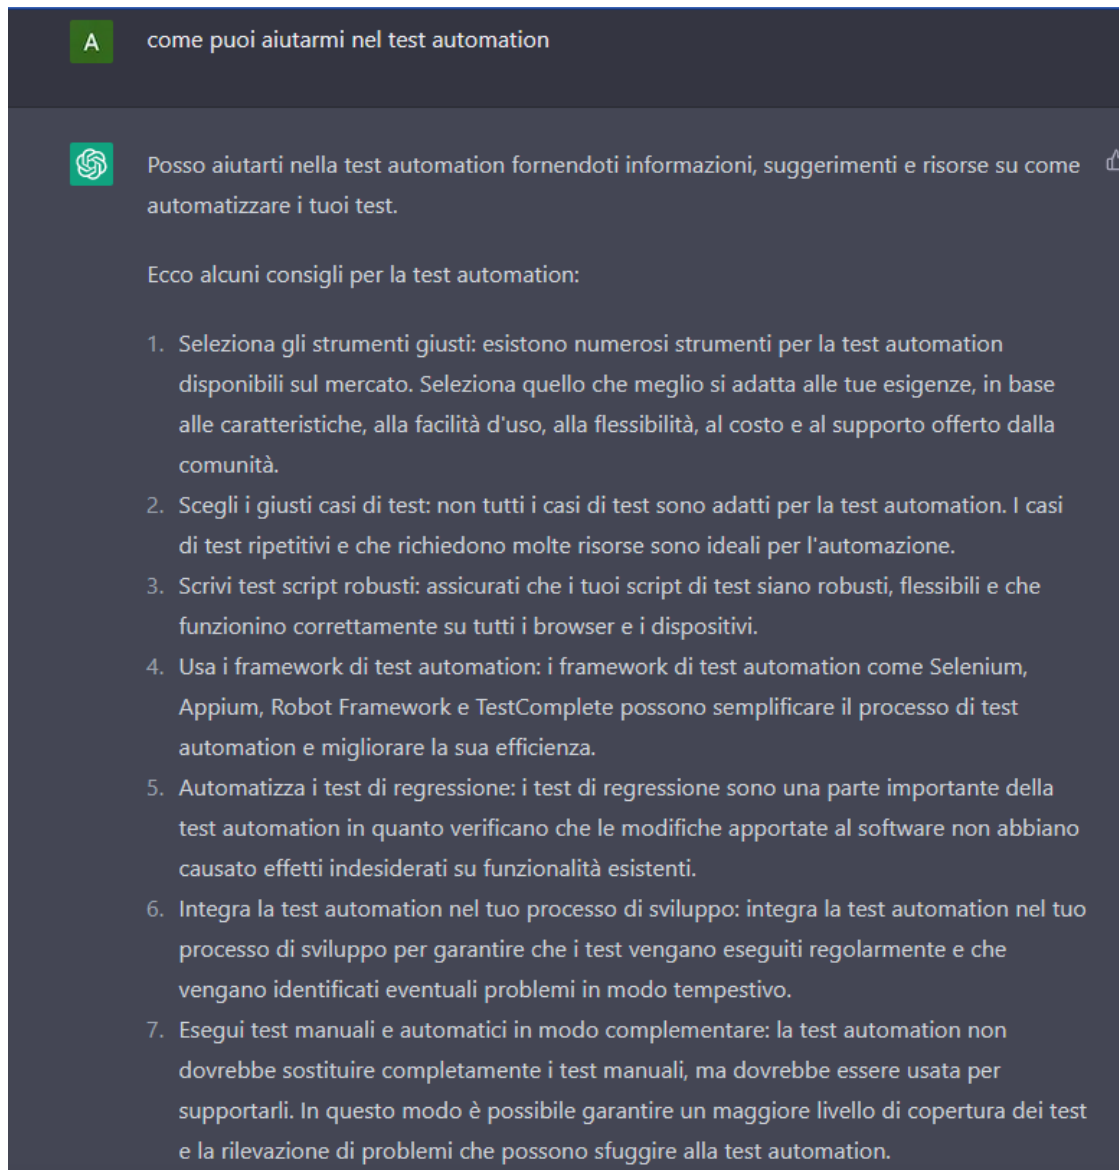 A
come puoi aiutarmi nel test automation
Posso aiutarti nella test automation fornendoti informazioni, suggerimenti e risorse su come
automatizzare i tuoi test.
Ecco alcuni consigli per la test automation:
1. Seleziona gli strumenti giusti: esistono numerosi strumenti per la test automation
disponibili sul mercato. Seleziona quello che meglio si adatta alle tue esigenze, in base
alle caratteristiche, alla facilità d'uso, alla flessibilità, al costo e al supporto offerto dalla
comunità.
2. Scegli i giusti casi di test: non tutti i casi di test sono adatti per la test automation. I casi
di test ripetitivi e che richiedono molte risorse sono ideali per l'automazione.
3. Scrivi test script robusti: assicurati che i tuoi script di test siano robusti, flessibili e che
funzionino correttamente su tutti i browser e i dispositivi.
4. Usa i framework di test automation: i framework di test automation come Selenium,
Appium, Robot Framework e TestComplete possono semplificare il processo di test
automation e migliorare la sua efficienza.
5. Automatizza i test di regressione: i test di regressione sono una parte importante della
test automation in quanto verificano che le modifiche apportate al software non abbiano
causato effetti indesiderati su funzionalità esistenti.
6. Integra la test automation nel tuo processo di sviluppo: integra la test automation nel tuo
processo di sviluppo per garantire che i test vengano eseguiti regolarmente e che
vengano identificati eventuali problemi in modo tempestivo.
7. Esegui test manuali e automatici in modo complementare: la test automation non
dovrebbe sostituire completamente i test manuali, ma dovrebbe essere usata per
supportarli. In questo modo è possibile garantire un maggiore livello di copertura dei test
e la rilevazione di problemi che possono sfuggire alla test automation.